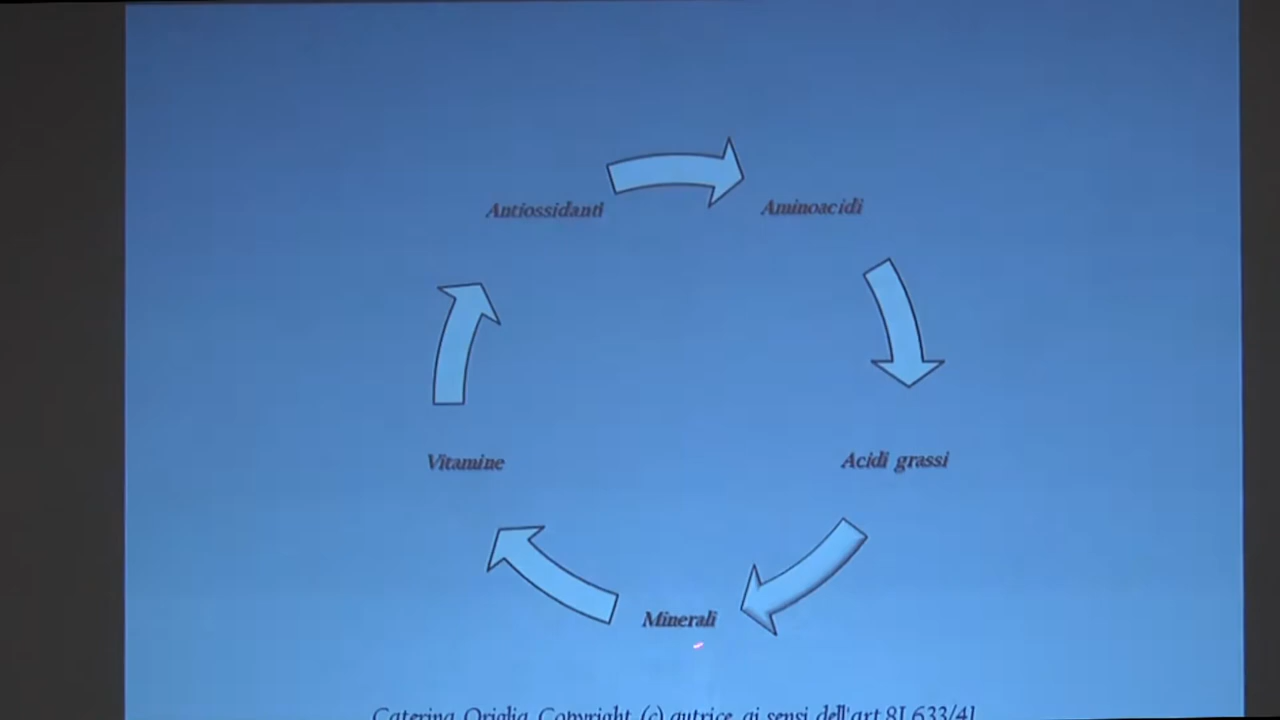 Antiossidanti
Aminoacidi
Vitamine
Acidi grassi
Minerali
Caterina Origlia Copyright (c) autrice ai sensi dell'art.8L.633/41